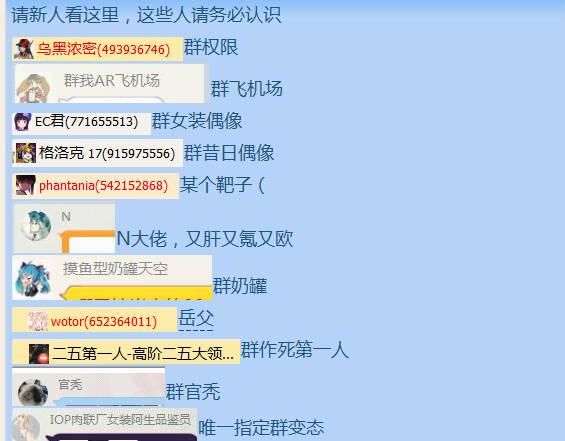 请新人看这里，这些人请务必认识
乌黑浓密(493936746)群权限
群我AR飞机场 群飞机场
EC君(771655513) 群女装偶像
格洛克 17(915975556) 群昔日偶像
phantania(542152868) 某个靶子（
N N大佬，又肝又氪又欧
摸鱼型奶罐天空 群奶罐
wotor(652364011) 岳父
二五第一人-高阶二五大领... 群作死第一人
官秃 群官秃
IOP肉联厂女装阿生品鉴员 唯一指定群变态